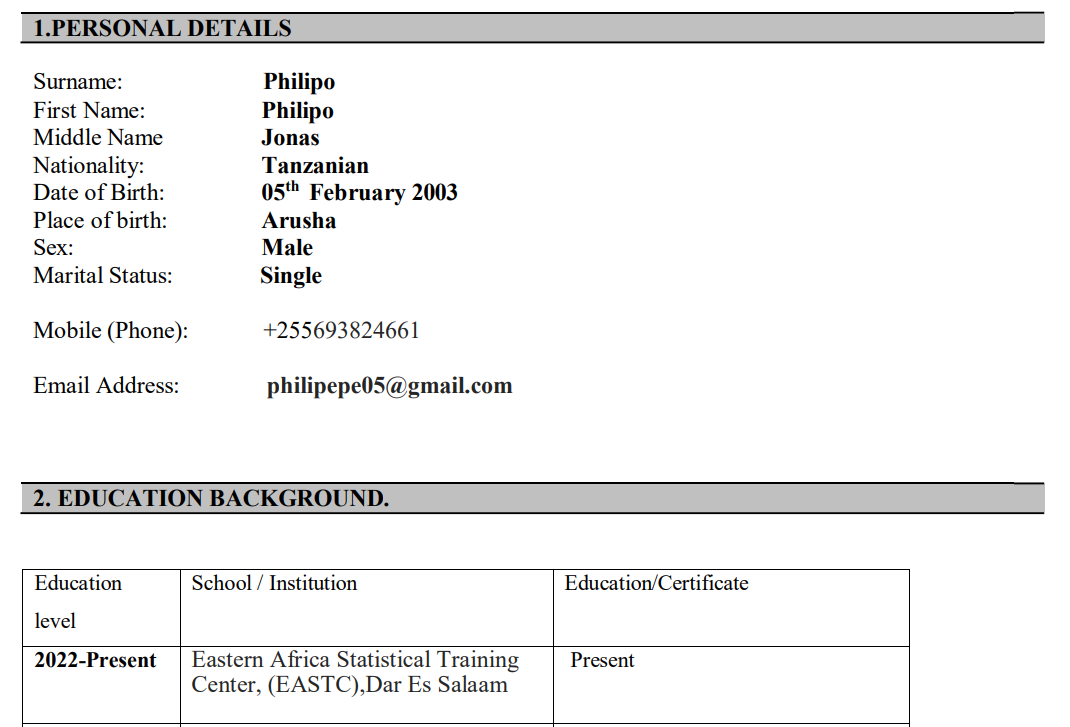 1.PERSONAL DETAILS
Surname: Philipo
First Name: Philipo
Middle Name Jonas
Nationality: Tanzanian
Date of Birth: 05th February 2003
Place of birth: Arusha
Sex: Male
Marital Status: Single
Mobile (Phone): +255693824661
Email Address: philipepe05@gmail.com
2. EDUCATION BACKGROUND.
Education level School / Institution Education/Certificate
2022-Present Eastern Africa Statistical Training Present
Center, (EASTC),Dar Es Salaam